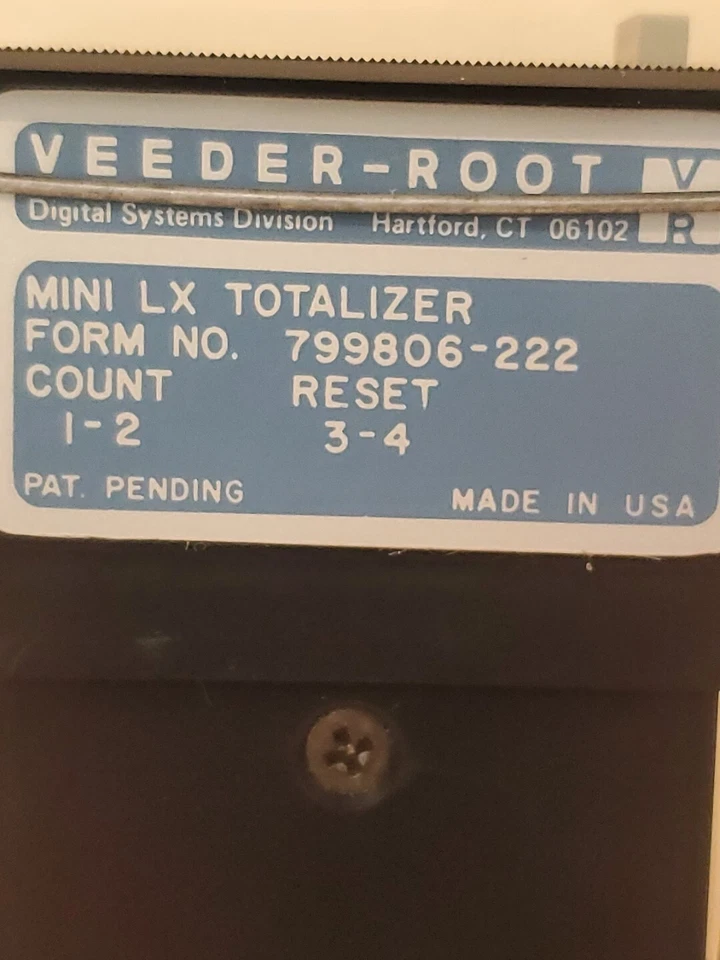 VEEDER-ROOT VR
Digital Systems Division Hartford, CT 06102
MINI LX TOTALIZER
FORM NO. 799806-222
COUNT RESET
1-2 3-4
PAT. PENDING MADE IN USA